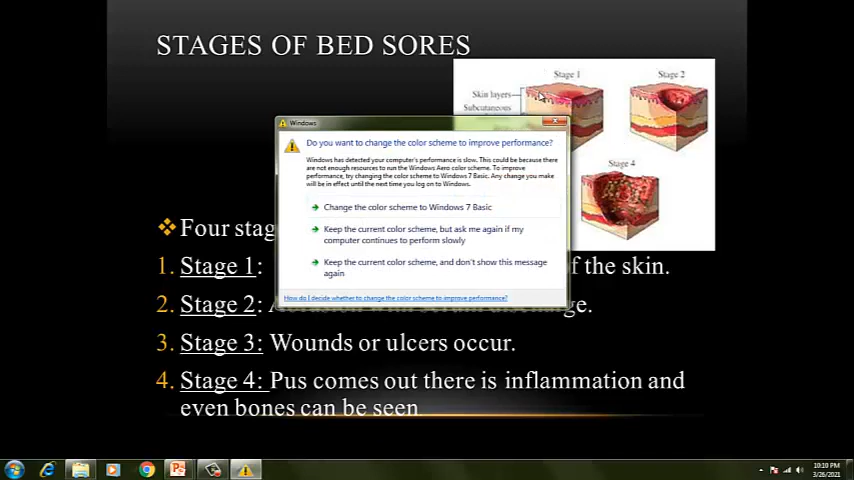 STAGES OF BED SORES
Stage 1
Stage 2
Skin layers
Subcutaneous
Stage 4
Windows
Do you want to change the color scheme to improve performance?
Windows has detected your computer's performance is slow. This could be because there
are not enough resources to run the Windows Aero color scheme. To improve
performance, try changing the color scheme to Windows 7 Basic. Any change you make
will be in effect until the next time you log on to Windows.
Change the color scheme to Windows 7 Basic
Keep the current color scheme, but ask me again if my
computer continues to perform slowly
Keep the current color scheme, and don't show this message
again
How do I decide whether to change the color scheme to improve performance?
❖ Four stag
1. Stage 1: of the skin.
2. Stage 2:
3. Stage 3: Wounds or ulcers occur.
4. Stage 4: Pus comes out there is inflammation and
even bones can be seen
10:10 PM
3/26/2021